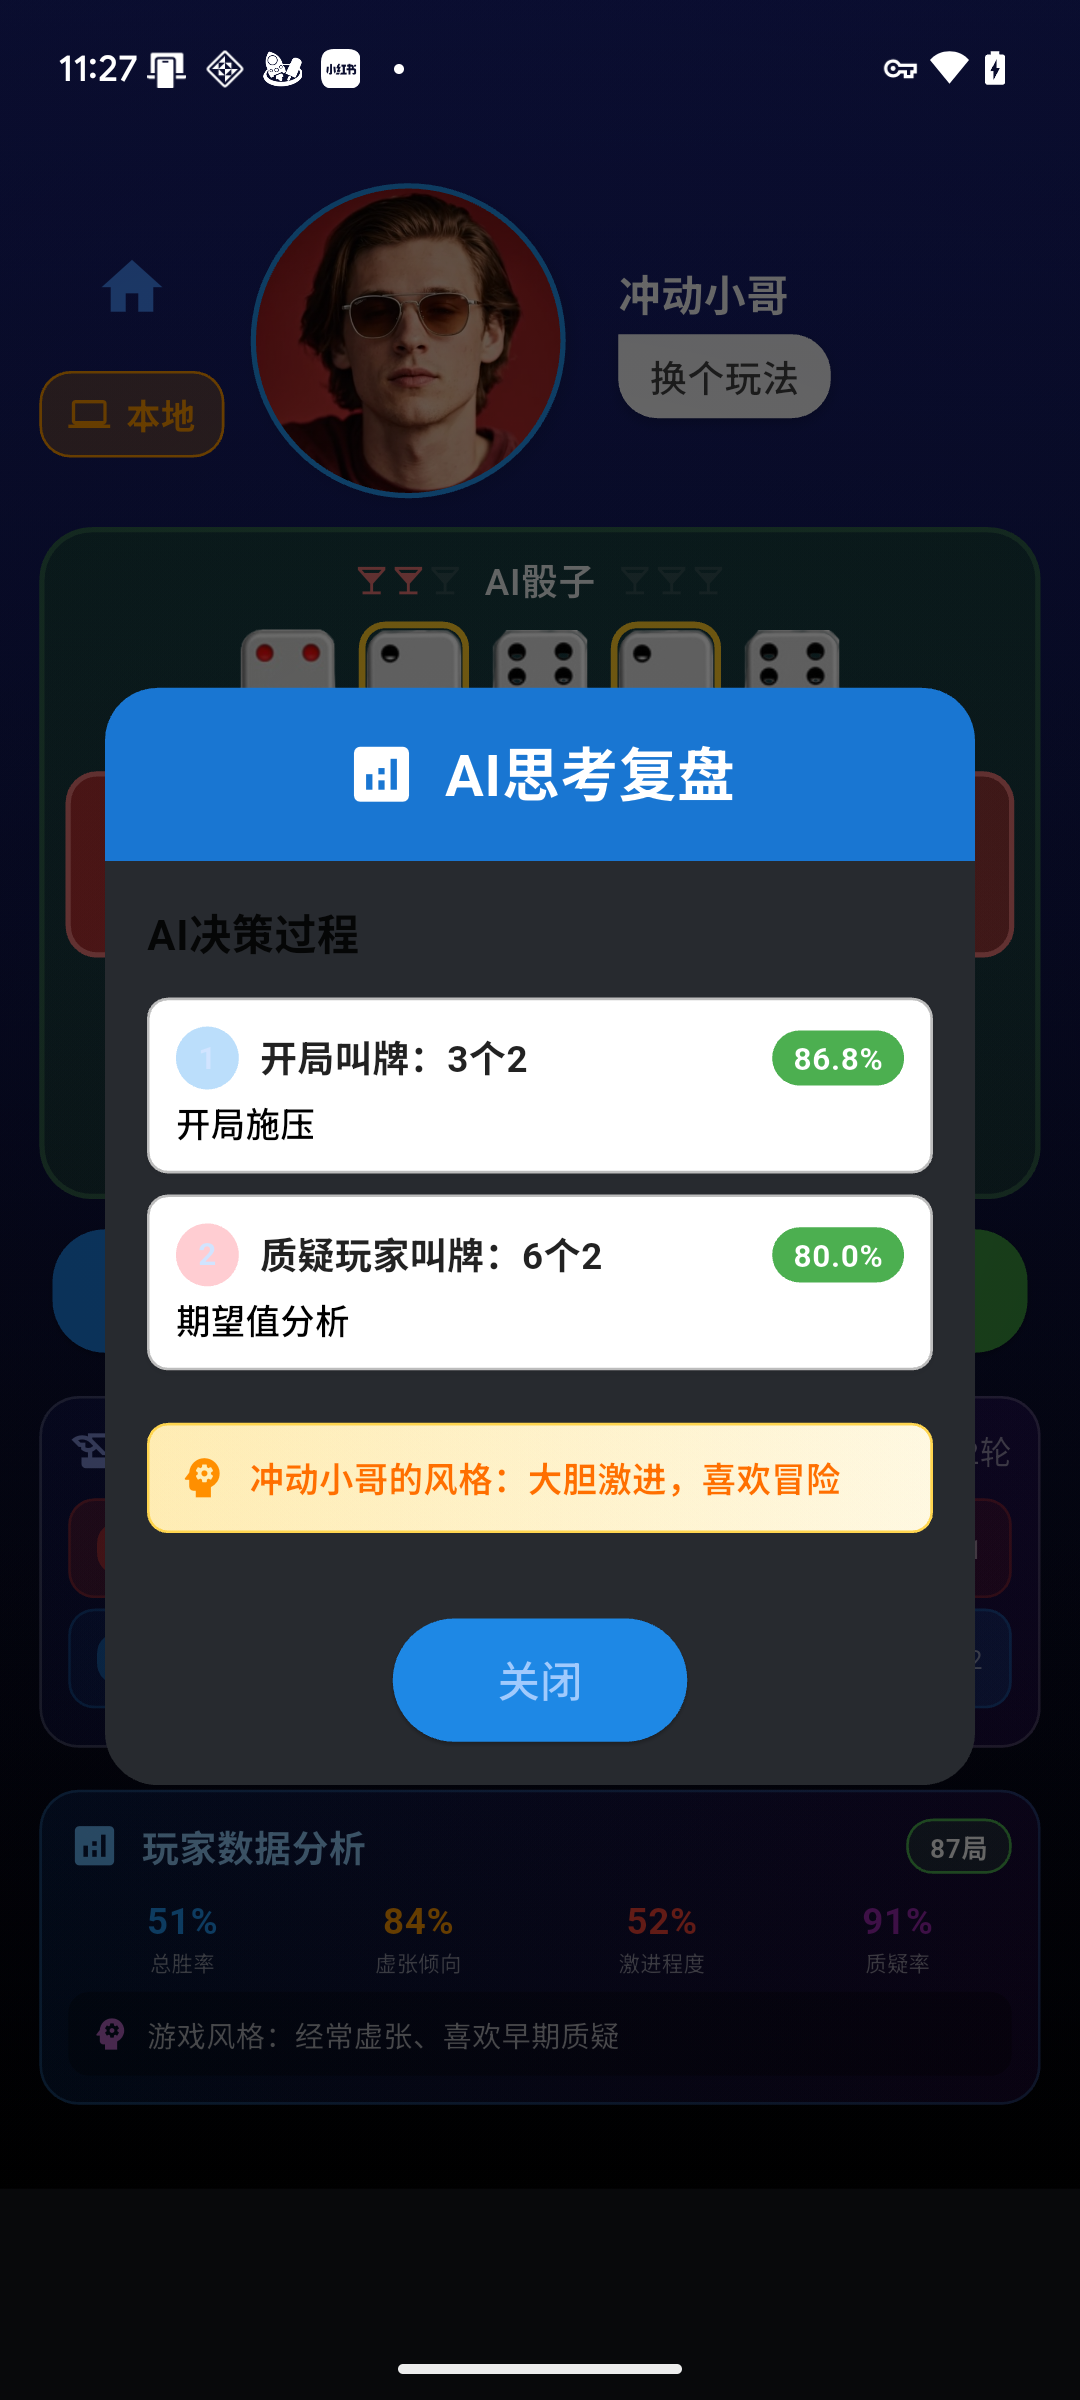 11:27
小红书
冲动小哥
换个玩法
本地
AI骰子
AI思考复盘
AI决策过程
1 开局叫牌：3个2 86.8%
开局施压
2 质疑玩家叫牌：6个2 80.0%
期望值分析
轮
冲动小哥的风格：大胆激进，喜欢冒险
2
关闭
玩家数据分析 87局
51% 84% 52% 91%
总胜率 虚张倾向 激进程度 质疑率
游戏风格：经常虚张、喜欢早期质疑